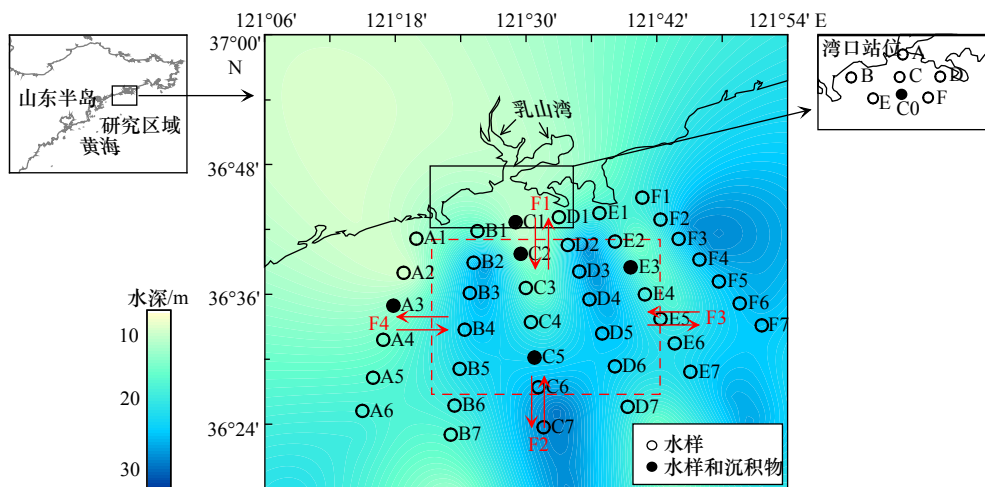 121°06′ 121°18′ 121°30′ 121°42′ 121°54′ E
37°00′
N
36°48′
36°36′
36°24′
山东半岛
研究区域
黄海
乳山湾
湾口站位
A
B C D
E C0 F
水深/m
10
20
30
F1
F2
F3
F4
A1
A2
A3
A4
A5
A6
B1
B2
B3
B4
B5
B6
B7
C1
C2
C3
C4
C5
C6
C7
D1
D2
D3
D4
D5
D6
D7
E1
E2
E3
E4
E5
E6
E7
F1
F2
F3
F4
F5
F6
F7
水样
水样和沉积物